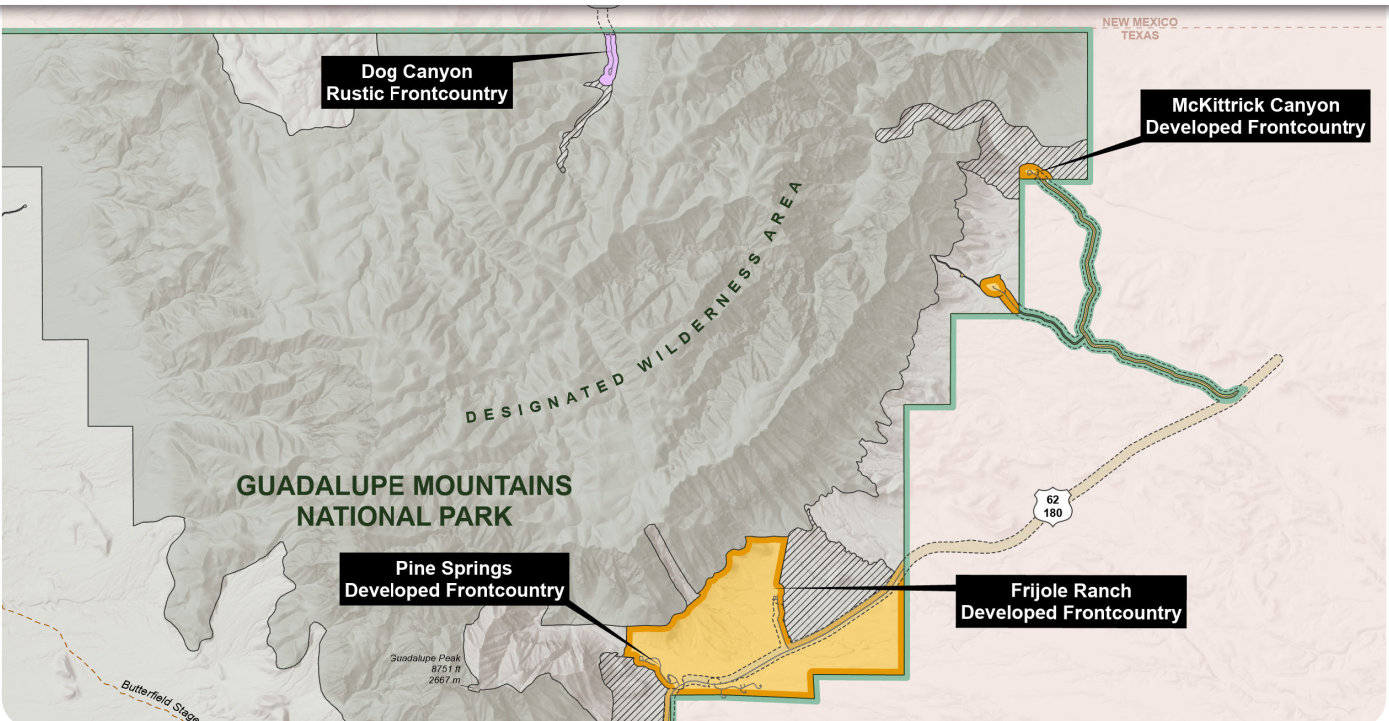 NEW MEXICO
TEXAS
Dog Canyon
Rustic Frontcountry
McKittrick Canyon
Developed Frontcountry
DESIGNATED WILDERNESS AREA
GUADALUPE MOUNTAINS
NATIONAL PARK
62
180
Pine Springs
Developed Frontcountry
Frijole Ranch
Developed Frontcountry
Guadalupe Peak
8751 ft
2667 m
Butterfield Stage